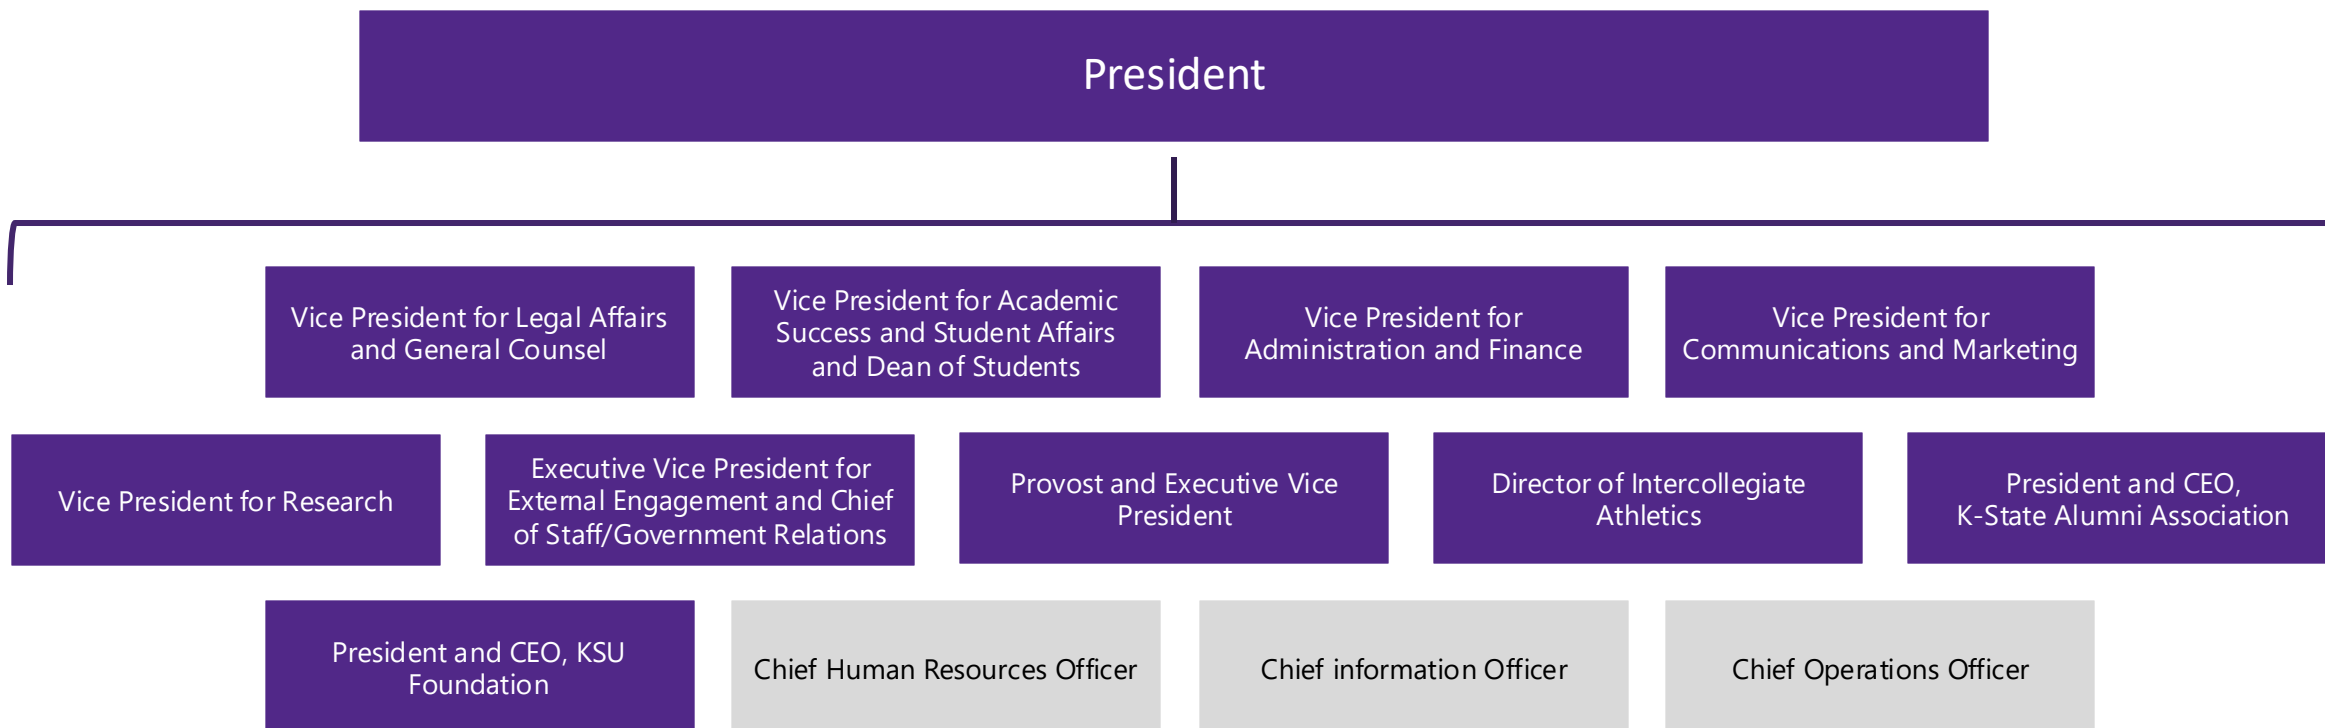 President
Vice President for Legal Affairs
and General Counsel
Vice President for Academic
Success and Student Affairs
and Dean of Students
Vice President for
Administration and Finance
Vice President for
Communications and Marketing
Vice President for Research
Executive Vice President for
External Engagement and Chief
of Staff/Government Relations
Provost and Executive Vice
President
Director of Intercollegiate
Athletics
President and CEO,
K-State Alumni Association
President and CEO, KSU
Foundation
Chief Human Resources Officer
Chief information Officer
Chief Operations Officer